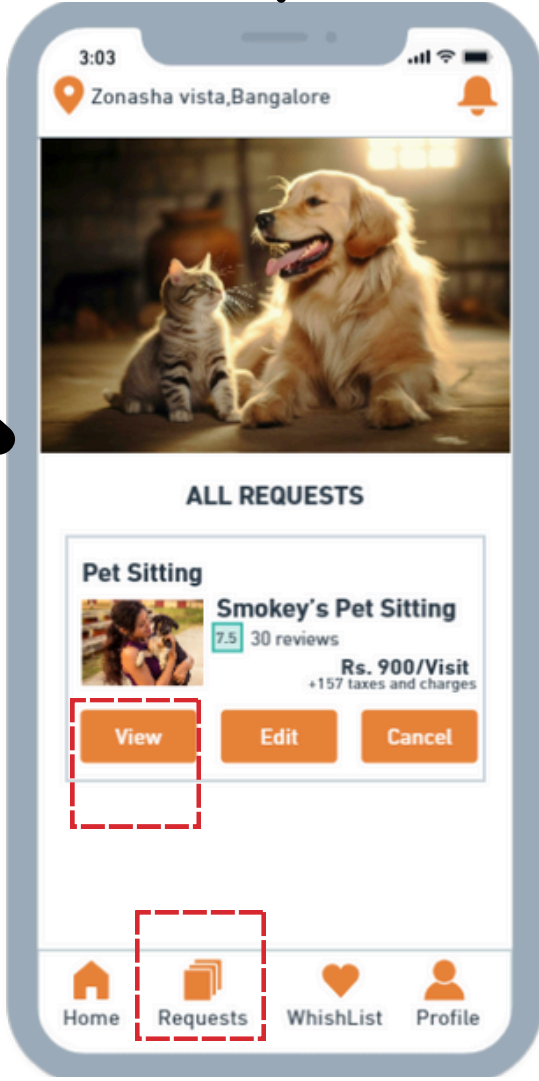 3:03
Zonasha vista,Bangalore
ALL REQUESTS
Pet Sitting
Smokey's Pet Sitting
7.5 30 reviews
Rs. 900/Visit
+157 taxes and charges
View Edit Cancel
Home Requests WhishList Profile